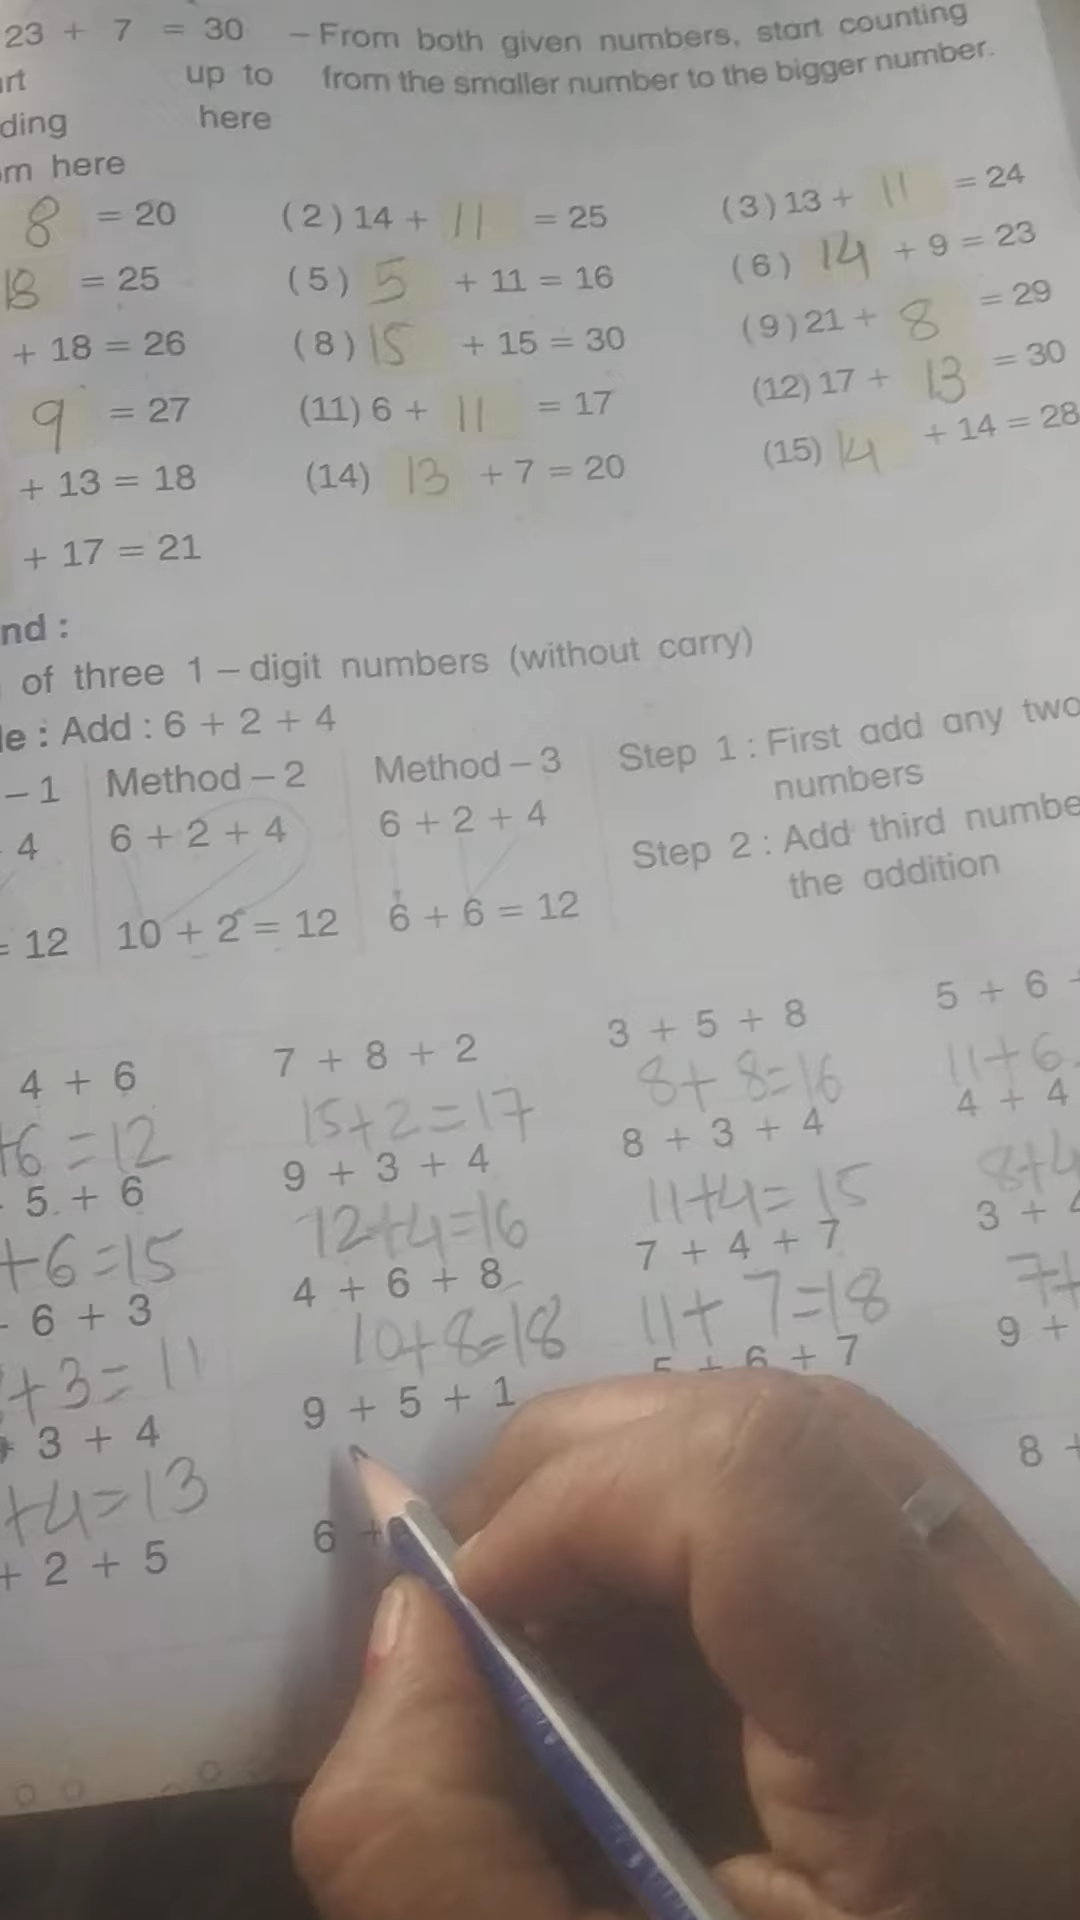 23 + 7 = 30 – From both given numbers, start counting
up to from the smaller number to the bigger number.
ding here
here
8 = 20 (2) 14 + 11 = 25 (3) 13 + 11 = 24
18 = 25 (5) 5 + 11 = 16 (6) 14 + 9 = 23
+ 18 = 26 (8) 15 + 15 = 30 (9) 21 + 8 = 29
9 = 27 (11) 6 + 11 = 17 (12) 17 + 13 = 30
+ 13 = 18 (14) 13 + 7 = 20 (15) 14 + 14 = 28
+ 17 = 21
nd :
of three 1 – digit numbers (without carry)
le : Add : 6 + 2 + 4
– 1 Method – 2 Method – 3 Step 1 : First add any two
numbers
4 6 + 2 + 4 6 + 2 + 4
Step 2 : Add third numbe
the addition
= 12 10 + 2 = 12 6 + 6 = 12
4 + 6 7 + 8 + 2 3 + 5 + 8 5 + 6
+6 = 12 15+2=17 8+8=16 11+6
5 + 6 9 + 3 + 4 8 + 3 + 4 4 + 4
+6=15 12+4=16 11+4=15 8+4
- 6 + 3 4 + 6 + 8 7 + 4 + 7 3 +
+3=11 10+8=18 11+7=18 7+
+ 3 + 4 9 + 5 + 1 5 + 6 + 7 9 +
+4=13
+ 2 + 5 6 + 8 +